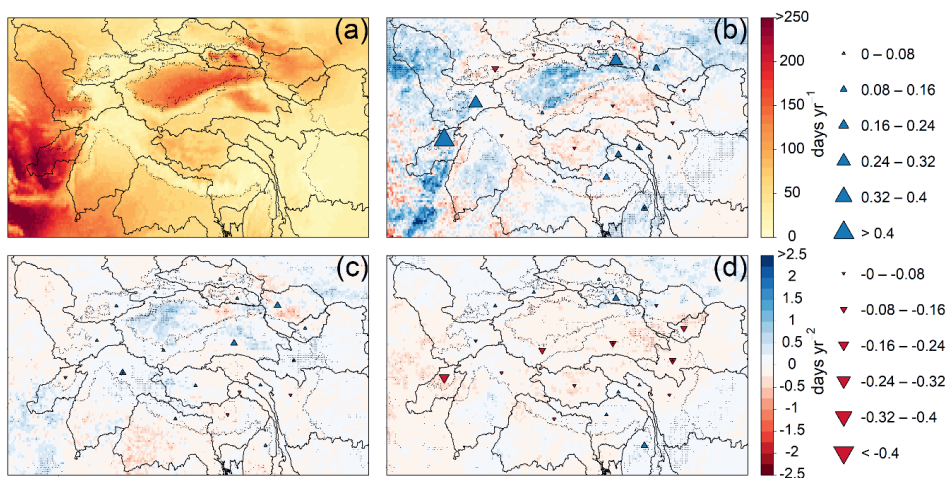 (a)
(b)
>250
200
150
100
50
0
days yr 1
0 – 0.08
0.08 – 0.16
0.16 – 0.24
0.24 – 0.32
0.32 – 0.4
> 0.4
(c)
(d)
>2.5
2
1.5
1
0.5
0
-0.5
-1
-1.5
-2
-2.5
days yr 2
-0 – -0.08
-0.08 – -0.16
-0.16 – -0.24
-0.24 – -0.32
-0.32 – -0.4
< -0.4